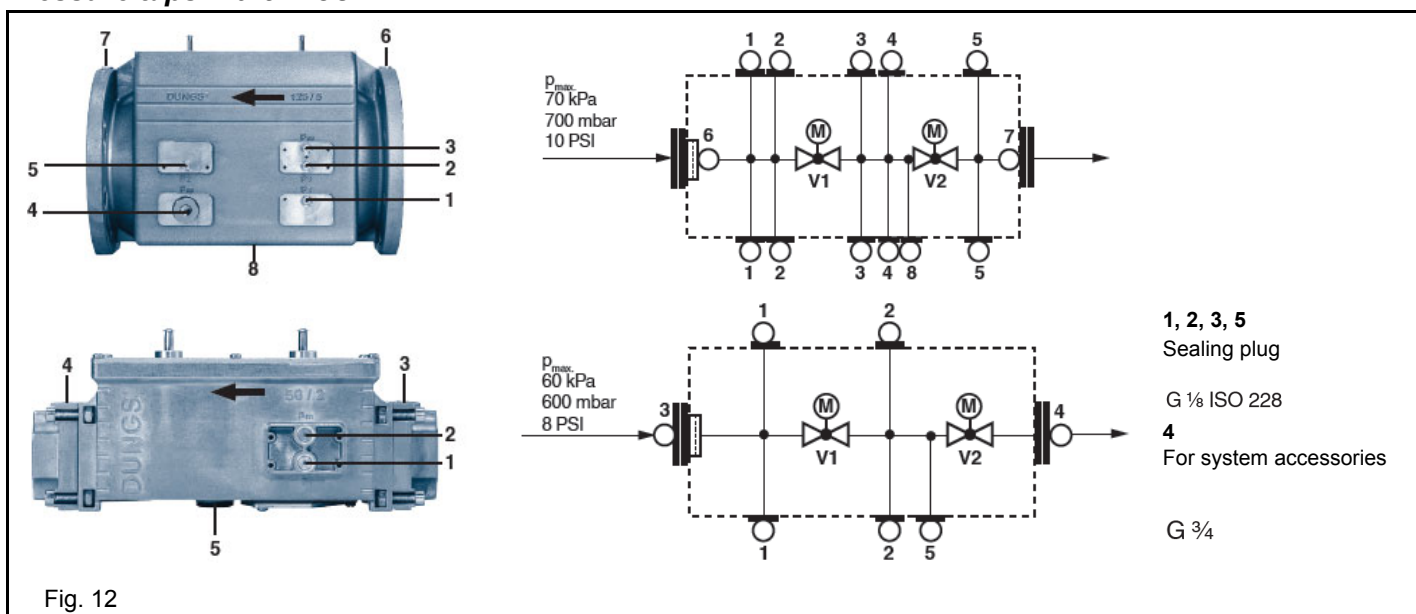 7
6
DUNGS
125/5
5
4
3
2
1
8
1 2 3 4 5
pmax.
70 kPa
700 mbar
10 PSI
6
M
M
7
V1
V2
1 2 3 4 8 5
4
3
DUNGS
2
1
5
1
2
pmax.
60 kPa
600 mbar
8 PSI
3
M
M
4
V1
V2
1
2
5
1, 2, 3, 5
Sealing plug
G ⅛ ISO 228
4
For system accessories
G ¾
Fig. 12